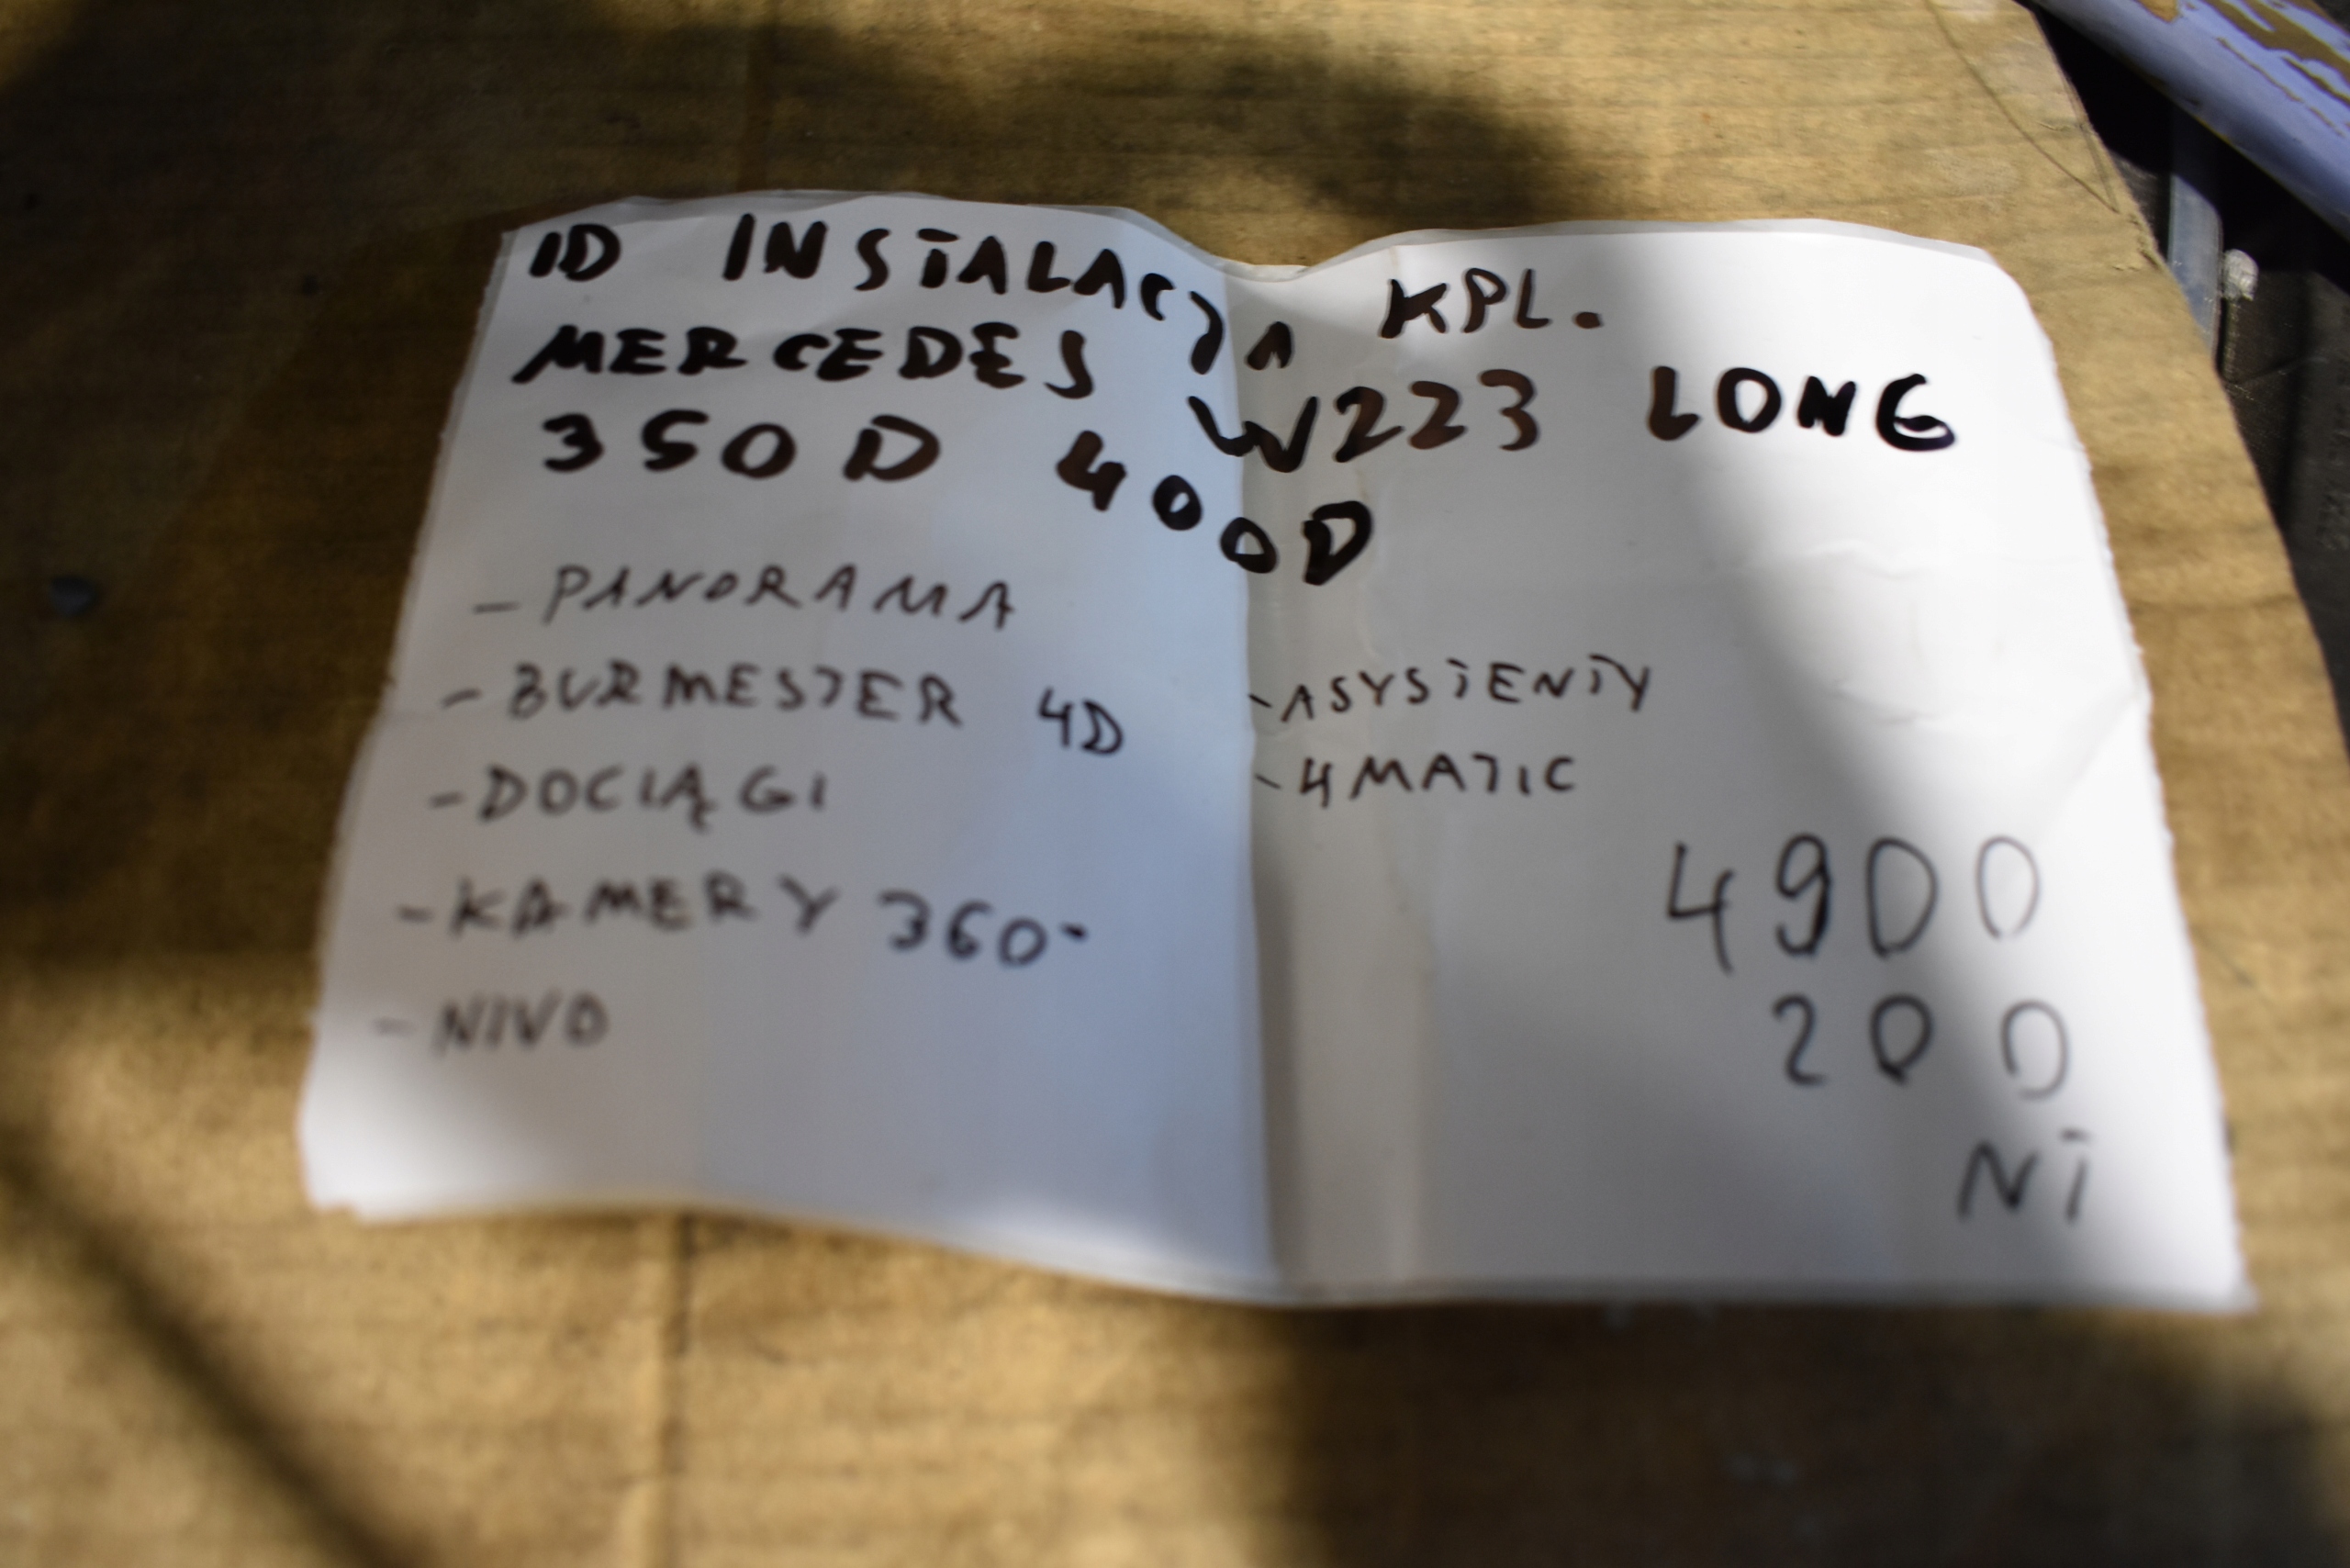 ID INSTALACJA KPL.
MERCEDES W223 LONG
350D 400D
- PANORAMA
- BURMESTER 4D
- DOCIĄGI
- KAMERY 360°
- NIVO
- ASYSTENTY
- 4MATIC
4900
200
NT